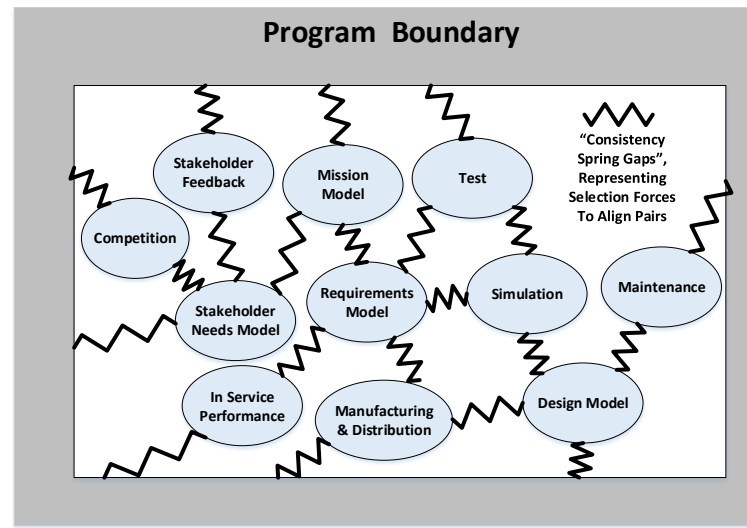 Program Boundary
“Consistency
Spring Gaps”,
Representing
Selection Forces
To Align Pairs
Stakeholder
Feedback
Mission
Model
Test
Competition
Stakeholder
Needs Model
Requirements
Model
Simulation
Maintenance
In Service
Performance
Manufacturing
& Distribution
Design Model